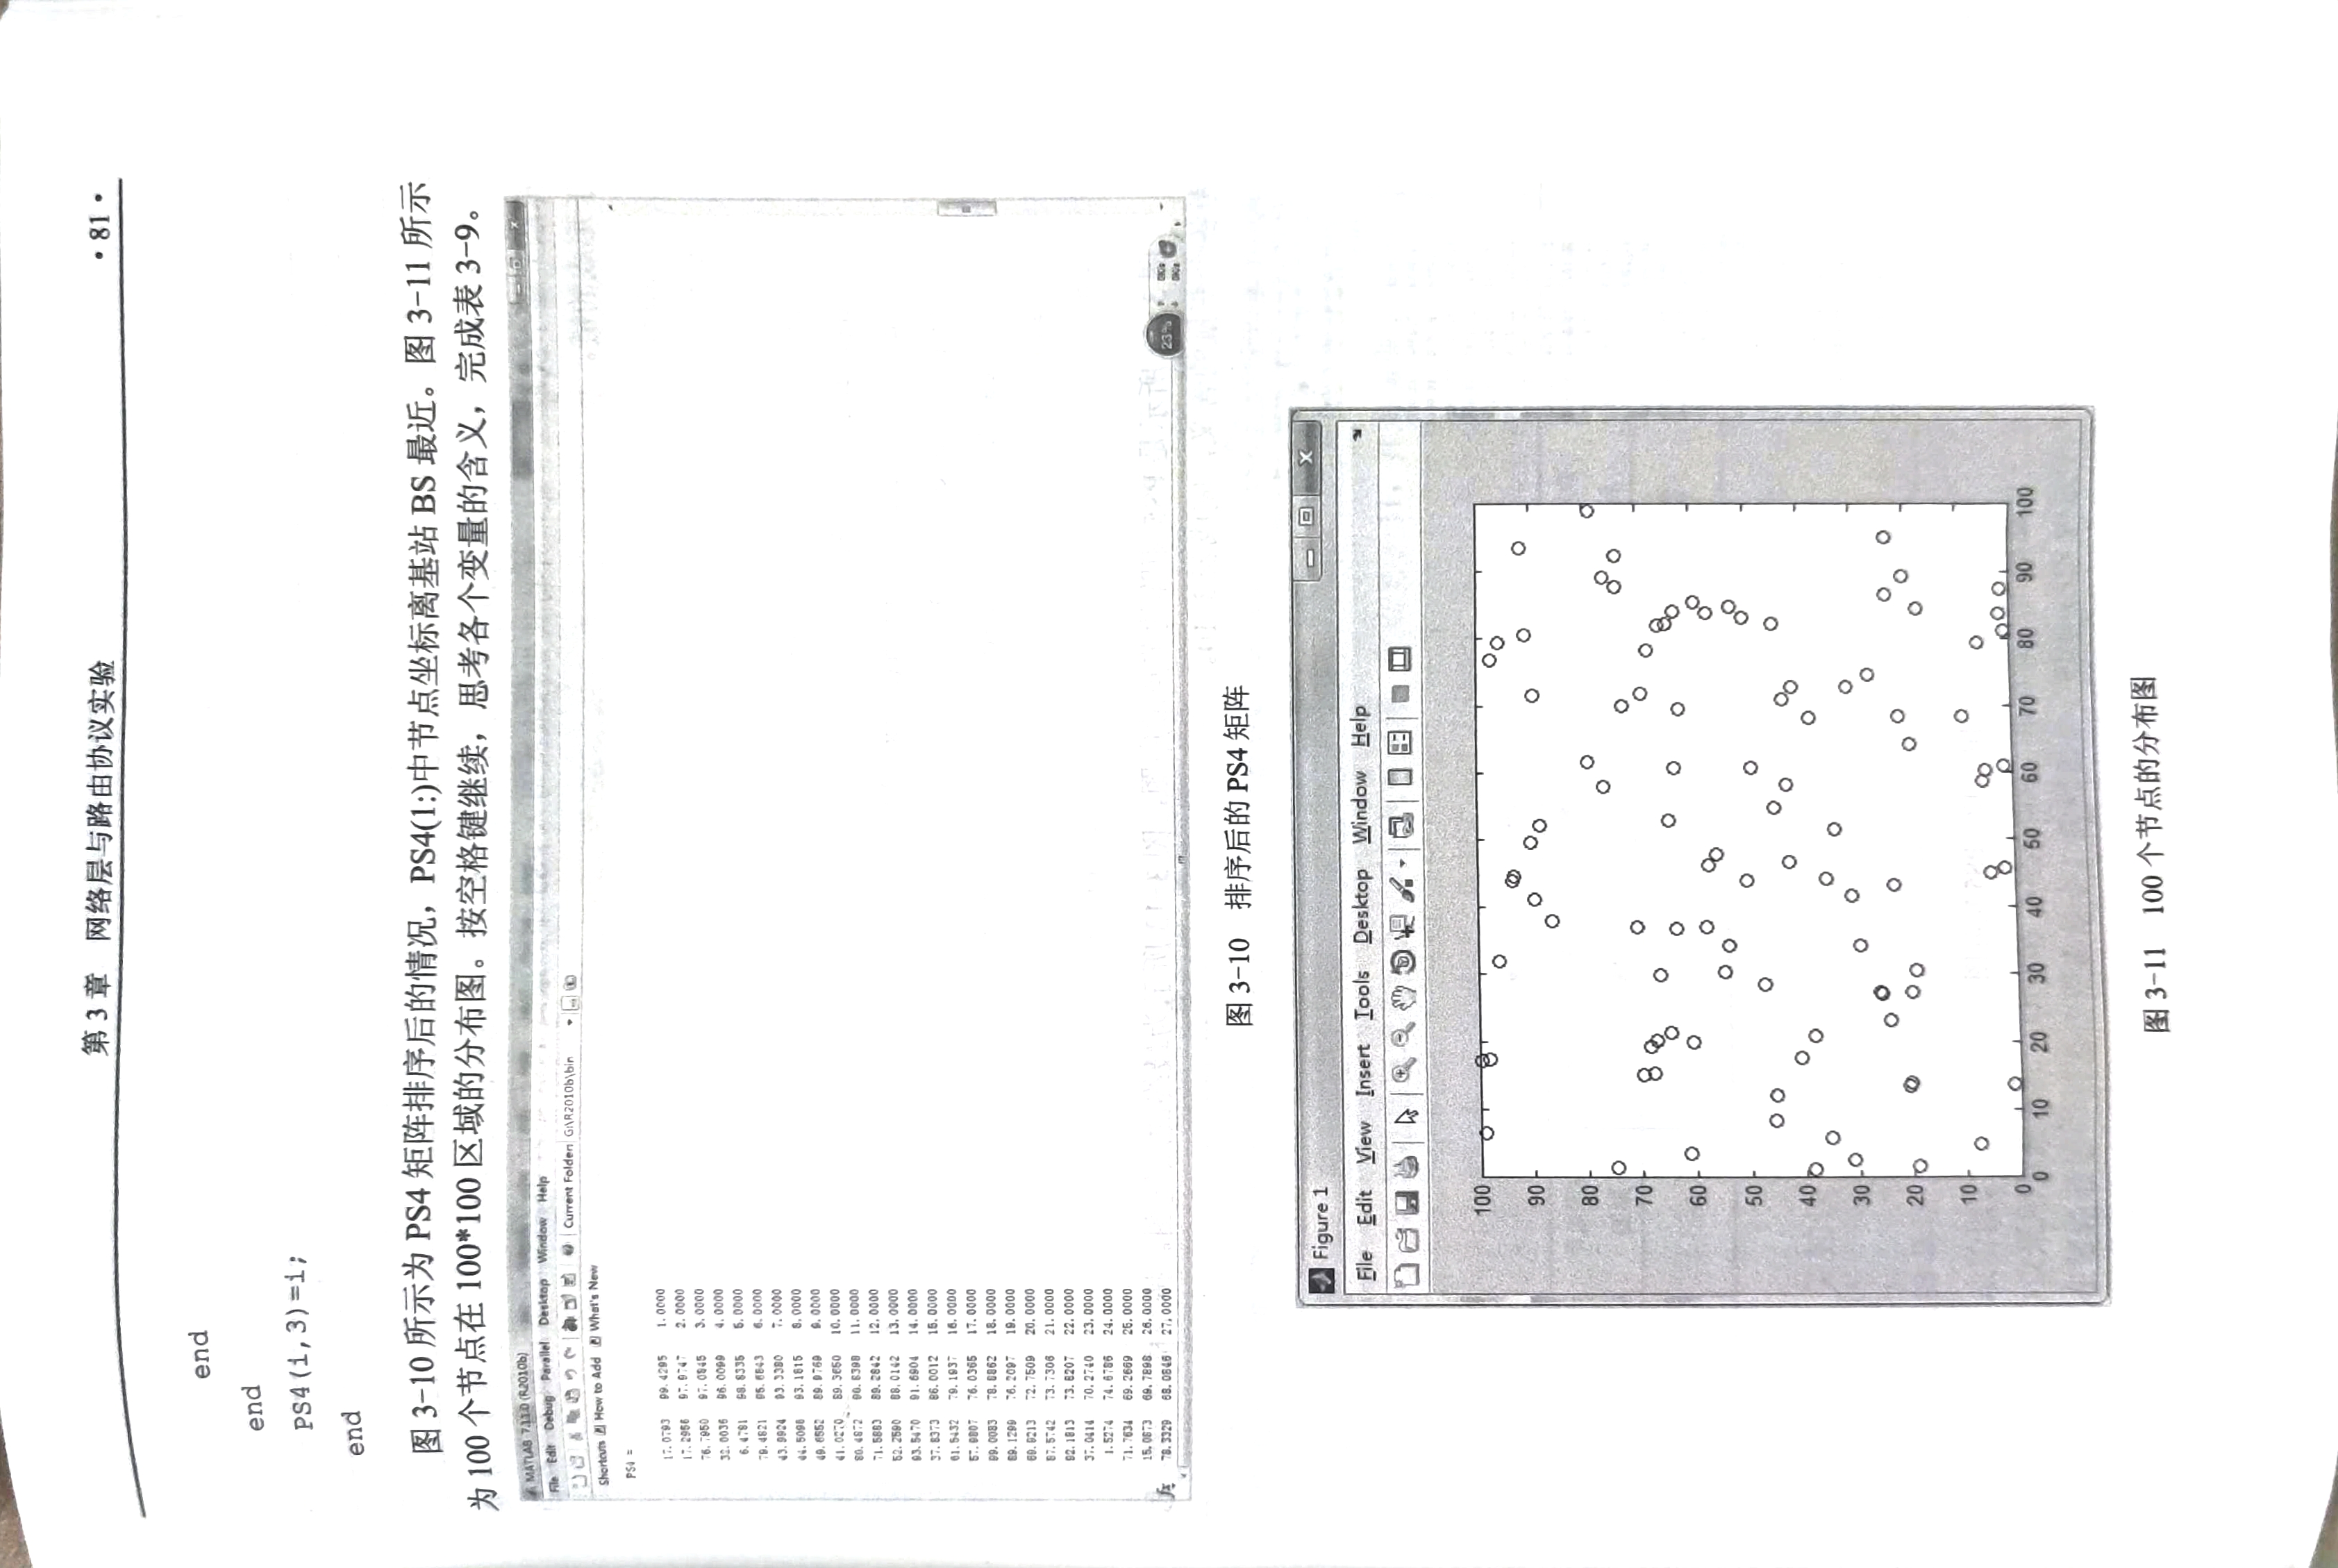 第 3 章 网络层与路由协议实验 • 81 •
end
end
PS4(i,3)=i;
end
图 3-10 所示为 PS4 矩阵排序后的情况，PS4(1:)中节点坐标离基站 BS 最近。图 3-11 所示
为 100 个节点在 100*100 区域的分布图。按空格键继续，思考各个变量的含义，完成表 3-9。
MATLAB 7.11.0 (R2010b)
File Edit Debug Parallel Desktop Window Help
Current Folder: G:\R2010b\bin
Shortcuts How to Add What's New
PS4 =
17.0793 99.4295 1.0000
17.2956 97.9747 2.0000
76.7950 97.0845 3.0000
32.0036 96.0099 4.0000
6.4781 98.8335 5.0000
79.4821 95.6843 6.0000
43.9924 93.3380 7.0000
44.5098 93.1815 8.0000
49.6552 89.9769 9.0000
41.0270 89.3650 10.0000
80.4872 90.8398 11.0000
71.5883 89.2842 12.0000
52.2590 88.0142 13.0000
93.5470 91.6904 14.0000
37.8373 86.0012 15.0000
61.5432 79.1937 16.0000
57.9807 76.0365 17.0000
99.0083 78.8862 18.0000
89.1299 76.2097 19.0000
69.9213 72.7509 20.0000
87.5742 73.7306 21.0000
92.1813 73.8207 22.0000
37.0414 70.2740 23.0000
1.5274 74.6786 24.0000
71.7634 69.2669 25.0000
15.0873 69.7898 26.0000
78.3329 68.0846 27.0000
fx
23%
图 3-10 排序后的 PS4 矩阵
Figure 1
File Edit View Insert Tools Desktop Window Help
100
90
80
70
60
50
40
30
20
10
0
0 10 20 30 40 50 60 70 80 90 100
图 3-11 100 个节点的分布图